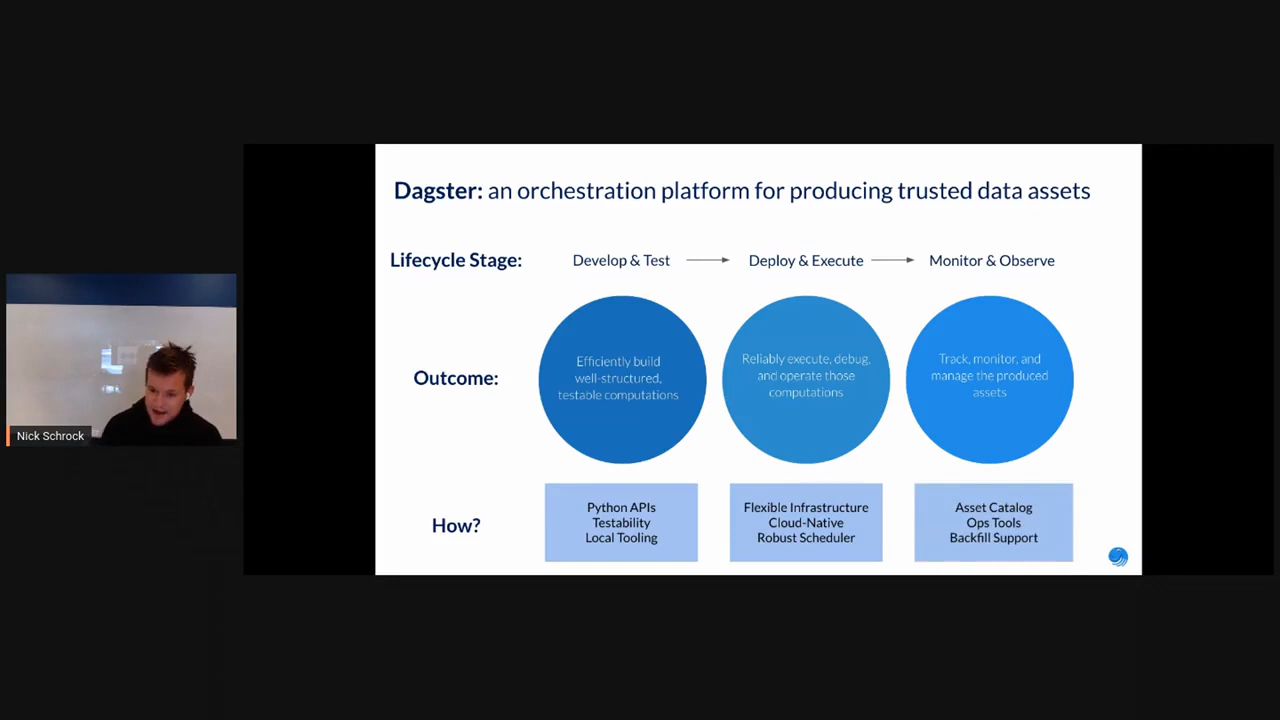 Dagster: an orchestration platform for producing trusted data assets
Lifecycle Stage:
Develop & Test
Deploy & Execute
Monitor & Observe
Outcome:
Efficiently build
well-structured,
testable computations
Reliably execute, debug,
and operate those
computations
Track, monitor, and
manage the produced
assets
How?
Python APIs
Testability
Local Tooling
Flexible Infrastructure
Cloud-Native
Robust Scheduler
Asset Catalog
Ops Tools
Backfill Support
Nick Schrock